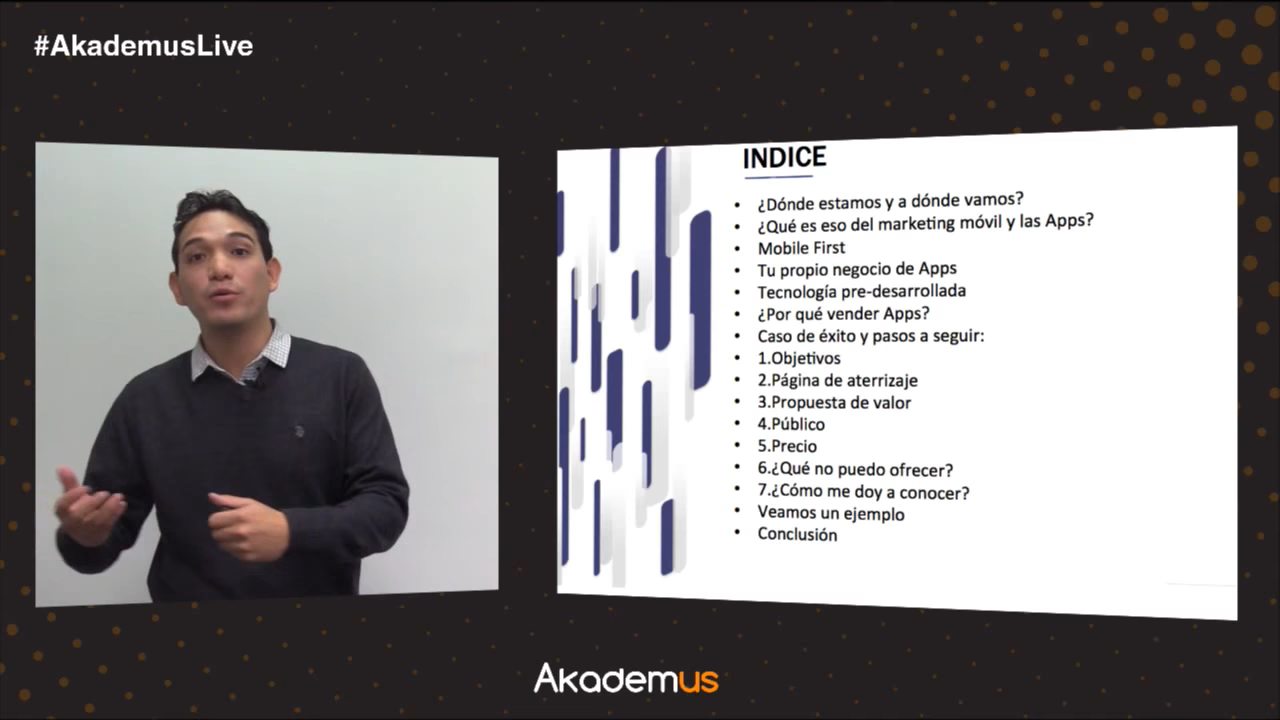 #AkademusLive
INDICE
• ¿Dónde estamos y a dónde vamos?
• ¿Qué es eso del marketing móvil y las Apps?
• Mobile First
• Tu propio negocio de Apps
• Tecnología pre-desarrollada
• ¿Por qué vender Apps?
• Caso de éxito y pasos a seguir:
• 1.Objetivos
• 2.Página de aterrizaje
• 3.Propuesta de valor
• 4.Público
• 5.Precio
• 6.¿Qué no puedo ofrecer?
• 7.¿Cómo me doy a conocer?
• Veamos un ejemplo
• Conclusión
Akademus